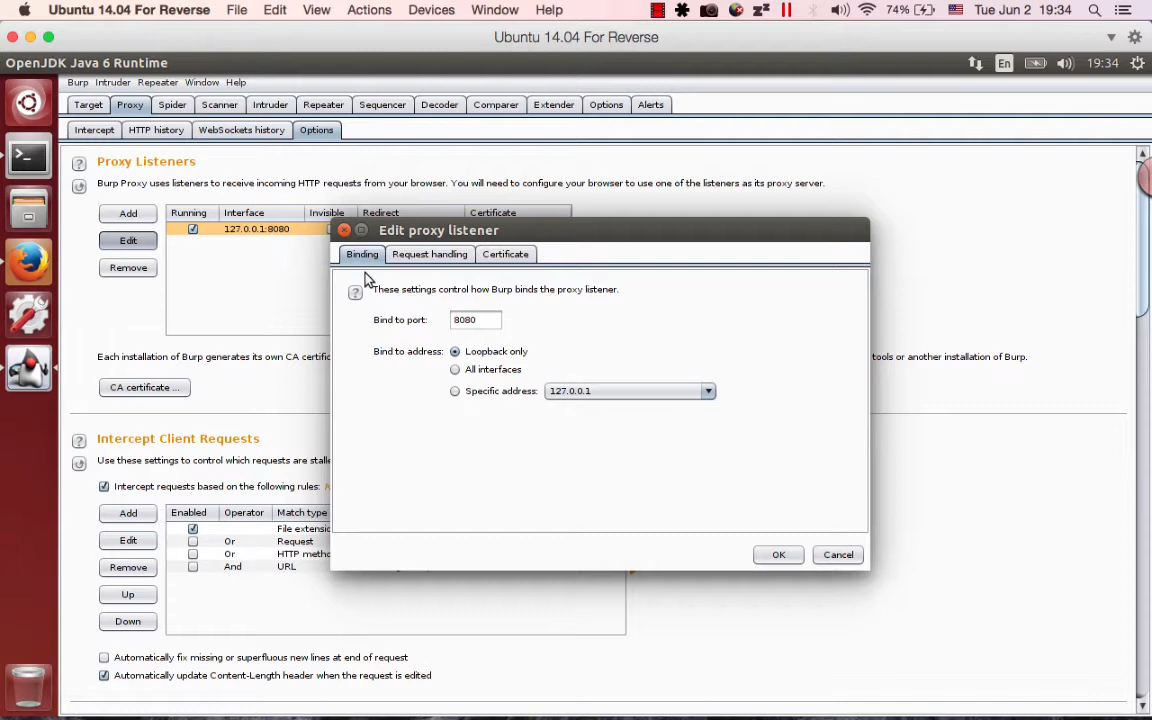 Ubuntu 14.04 For Reverse File Edit View Actions Devices Window Help 74% Tue Jun 2 19:34
Ubuntu 14.04 For Reverse
OpenJDK Java 6 Runtime En 19:34
Burp Intruder Repeater Window Help
Target Proxy Spider Scanner Intruder Repeater Sequencer Decoder Comparer Extender Options Alerts
Intercept HTTP history WebSockets history Options
? Proxy Listeners
Burp Proxy uses listeners to receive incoming HTTP requests from your browser. You will need to configure your browser to use one of the listeners as its proxy server.
Add Running Interface Invisible Redirect Certificate
127.0.0.1:8080
Edit
Remove
Edit proxy listener
Binding Request handling Certificate
? These settings control how Burp binds the proxy listener.
Bind to port: 8080
Bind to address: Loopback only
All interfaces
Specific address: 127.0.0.1
OK Cancel
Each installation of Burp generates its own CA certific tools or another installation of Burp.
CA certificate ...
? Intercept Client Requests
Use these settings to control which requests are stalle
Intercept requests based on the following rules:
Add Enabled Operator Match type
File extensio
Edit Or Request
Or HTTP metho
Remove And URL
Up
Down
Automatically fix missing or superfluous new lines at end of request
Automatically update Content-Length header when the request is edited